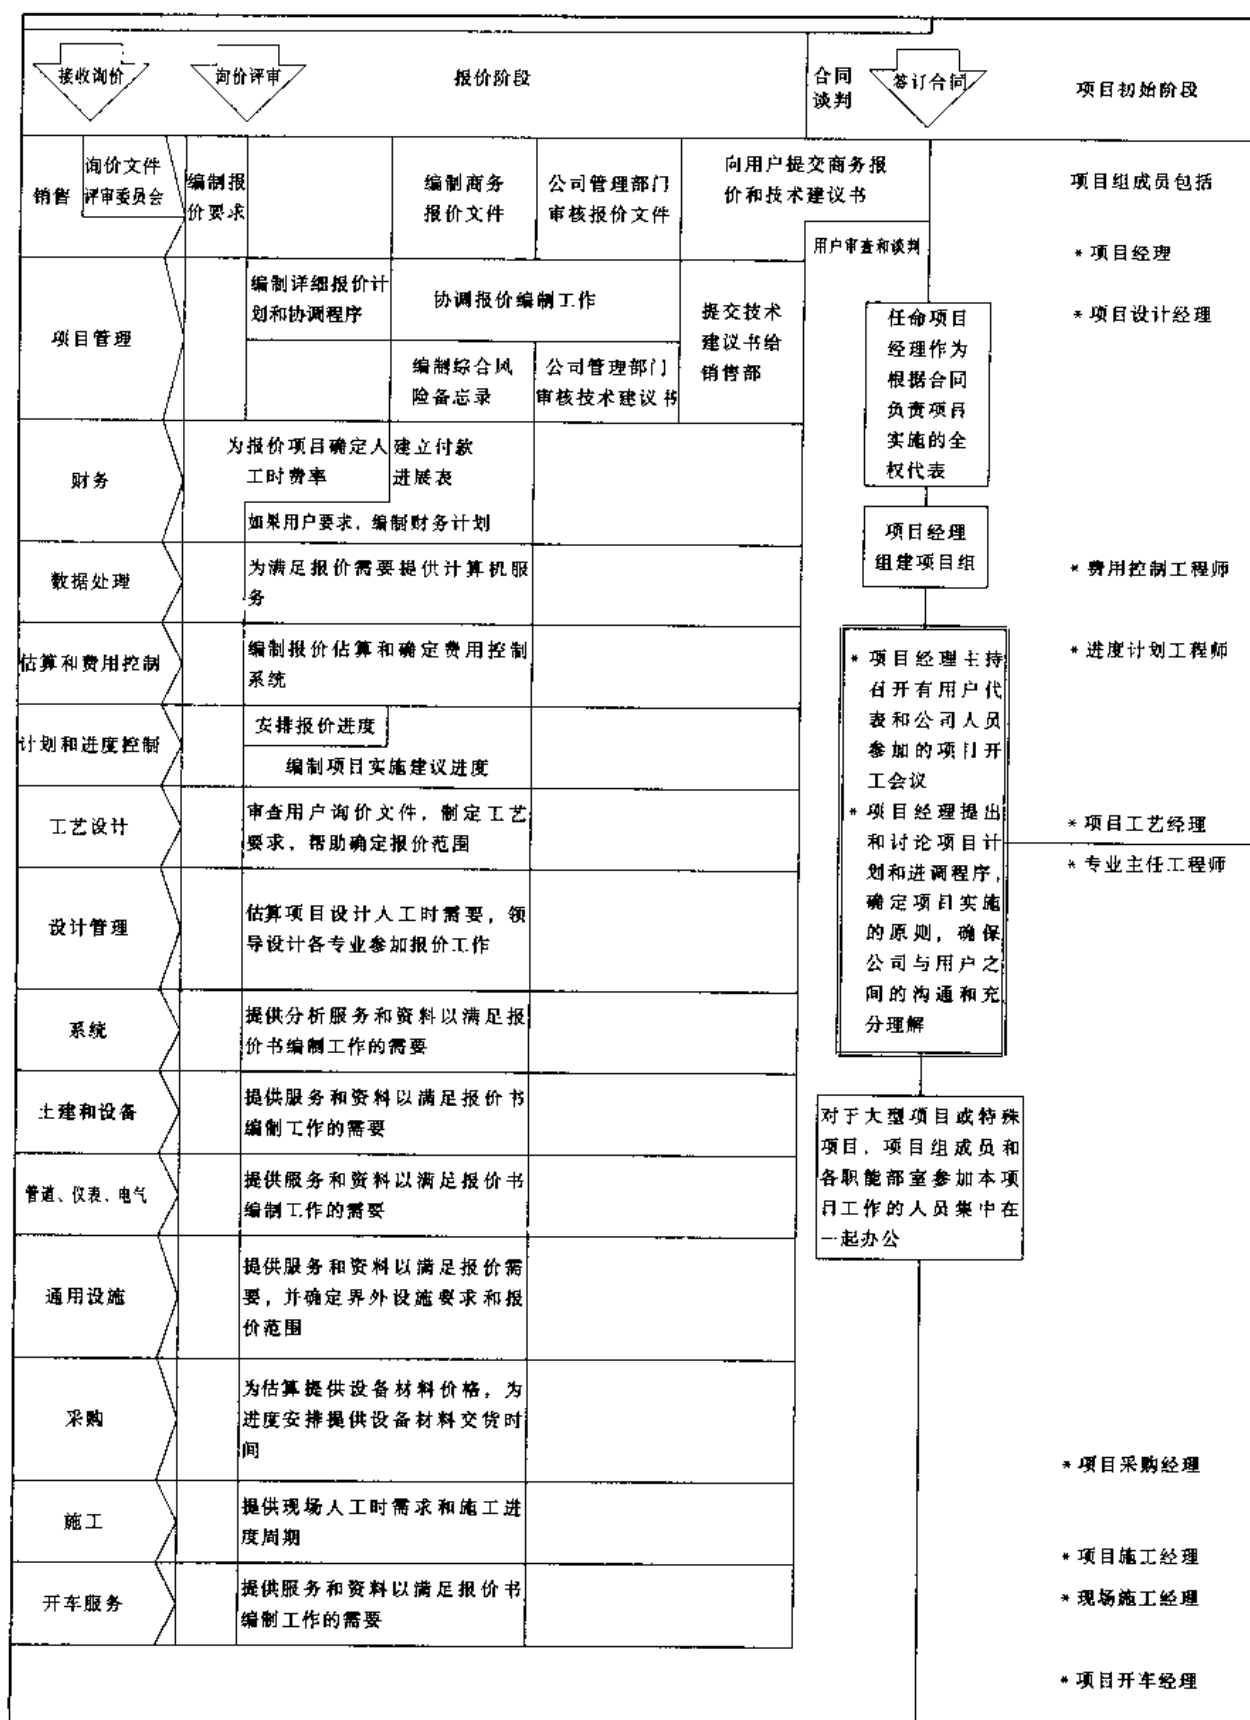 接收询价
询价评审
报价阶段
合同
谈判
签订合同
项目初始阶段
销售
询价文件
评审委员会
编制报
价要求
编制商务
报价文件
公司管理部门
审核报价文件
向用户提交商务报
价和技术建议书
用户审查和谈判
项目组成员包括
* 项目经理
* 项目设计经理
项目管理
编制详细报价计
划和协调程序
协调报价编制工作
编制综合风
险备忘录
公司管理部门
审核技术建议书
提交技术
建议书给
销售部
任命项目
经理作为
根据合同
负责项目
实施的全
权代表
财务
为报价项目确定人
工时费率
建立付款
进展表
如果用户要求，编制财务计划
项目经理
组建项目组
数据处理
为满足报价需要提供计算机服
务
* 费用控制工程师
估算和费用控制
编制报价估算和确定费用控制
系统
* 进度计划工程师
* 项目经理主持
召开有用户代
表和公司人员
参加的项目开
工会议
* 项目经理提出
和讨论项目计
划和进调程序，
确定项目实施
的原则，确保
公司与用户之
间的沟通和充
分理解
计划和进度控制
安排报价进度
编制项目实施建议进度
工艺设计
审查用户询价文件，制定工艺
要求，帮助确定报价范围
* 项目工艺经理
* 专业主任工程师
设计管理
估算项目设计人工时需要，领
导设计各专业参加报价工作
系统
提供分析服务和资料以满足报
价书编制工作的需要
土建和设备
提供服务和资料以满足报价书
编制工作的需要
对于大型项目或特殊
项目，项目组成员和
各职能部室参加本项
目工作的人员集中在
一起办公
管道、仪表、电气
提供服务和资料以满足报价书
编制工作的需要
通用设施
提供服务和资料以满足报价需
要，并确定界外设施要求和报
价范围
采购
为估算提供设备材料价格，为
进度安排提供设备材料交货时
间
* 项目采购经理
施工
提供现场人工时需求和施工进
度周期
* 项目施工经理
* 现场施工经理
开车服务
提供服务和资料以满足报价书
编制工作的需要
* 项目开车经理